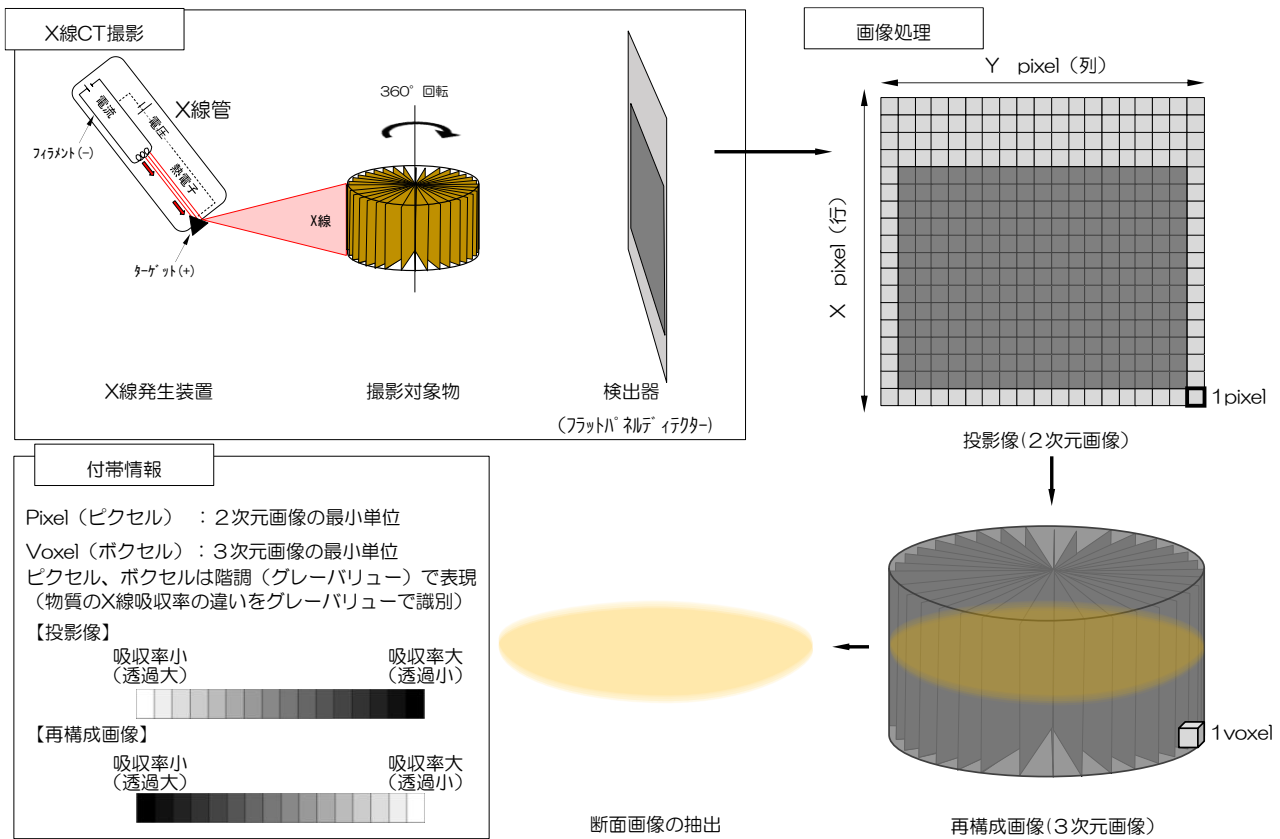 X線CT撮影
X線管
電流
電圧
熱電子
フィラメント(-)
ターゲット(+)
X線
360°回転
X線発生装置
撮影対象物
検出器
(フラットパネルディテクター)
画像処理
Y pixel(列)
X pixel(行)
1pixel
投影像(2次元画像)
付帯情報
Pixel(ピクセル) :2次元画像の最小単位
Voxel(ボクセル):3次元画像の最小単位
ピクセル、ボクセルは階調(グレーバリュー)で表現
(物質のX線吸収率の違いをグレーバリューで識別)
【投影像】
吸収率小 吸収率大
(透過大) (透過小)
【再構成画像】
吸収率小 吸収率大
(透過大) (透過小)
断面画像の抽出
1voxel
再構成画像(3次元画像)